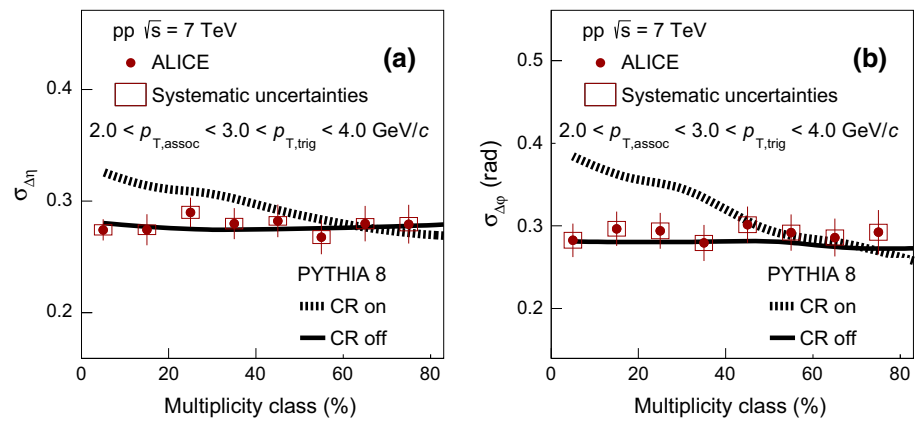 pp √s = 7 TeV
(a)
ALICE
Systematic uncertainties
2.0 < pT,assoc < 3.0 < pT,trig < 4.0 GeV/c
0.4
0.3
0.2
σΔη
PYTHIA 8
CR on
CR off
0 20 40 60 80
Multiplicity class (%)
pp √s = 7 TeV
(b)
ALICE
Systematic uncertainties
2.0 < pT,assoc < 3.0 < pT,trig < 4.0 GeV/c
0.5
0.4
0.3
0.2
σΔφ (rad)
PYTHIA 8
CR on
CR off
0 20 40 60 80
Multiplicity class (%)